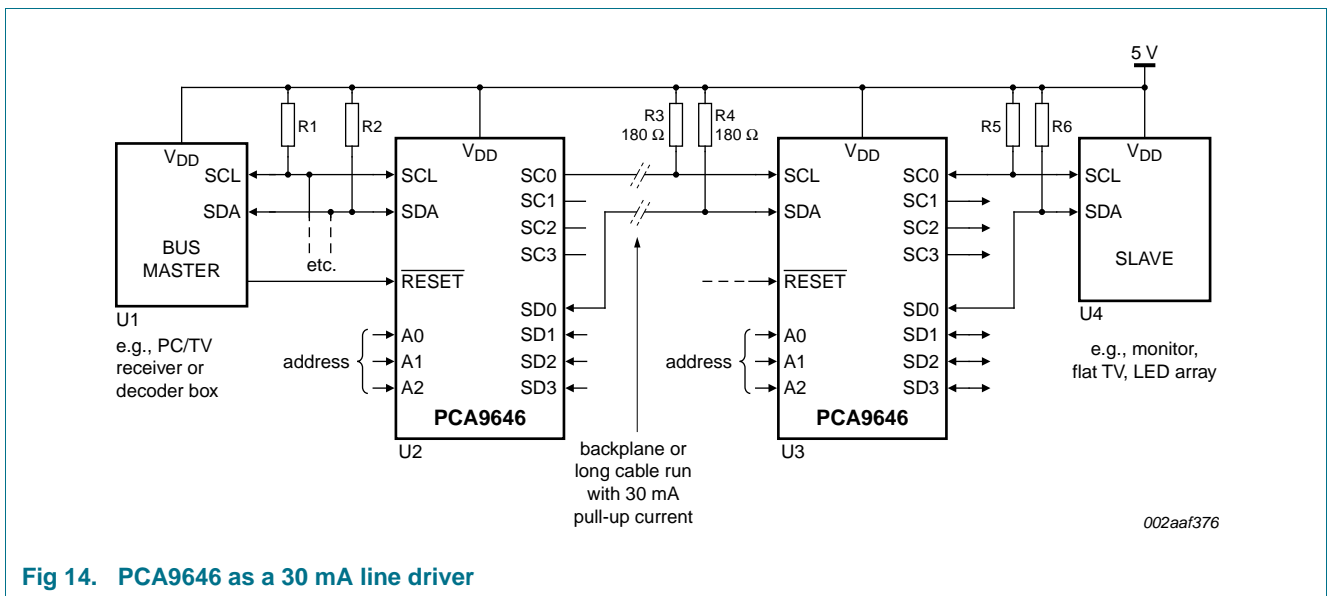 5 V
R1
R2
R3
180 Ω
R4
180 Ω
R5
R6
VDD
SCL
SDA
BUS
MASTER
U1
e.g., PC/TV
receiver or
decoder box
etc.
VDD
SCL
SDA
RESET
A0
A1
A2
address
SC0
SC1
SC2
SC3
SD0
SD1
SD2
SD3
PCA9646
U2
backplane or
long cable run
with 30 mA
pull-up current
VDD
SCL
SDA
RESET
A0
A1
A2
address
SC0
SC1
SC2
SC3
SD0
SD1
SD2
SD3
PCA9646
U3
VDD
SCL
SDA
SLAVE
U4
e.g., monitor,
flat TV, LED array
002aaf376
Fig 14. PCA9646 as a 30 mA line driver